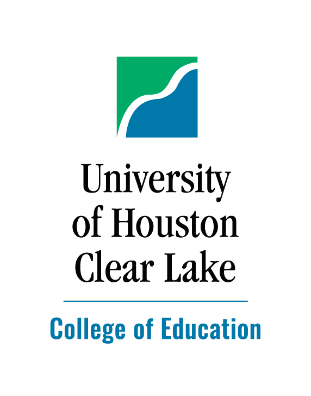 University
of Houston
Clear Lake
College of Education